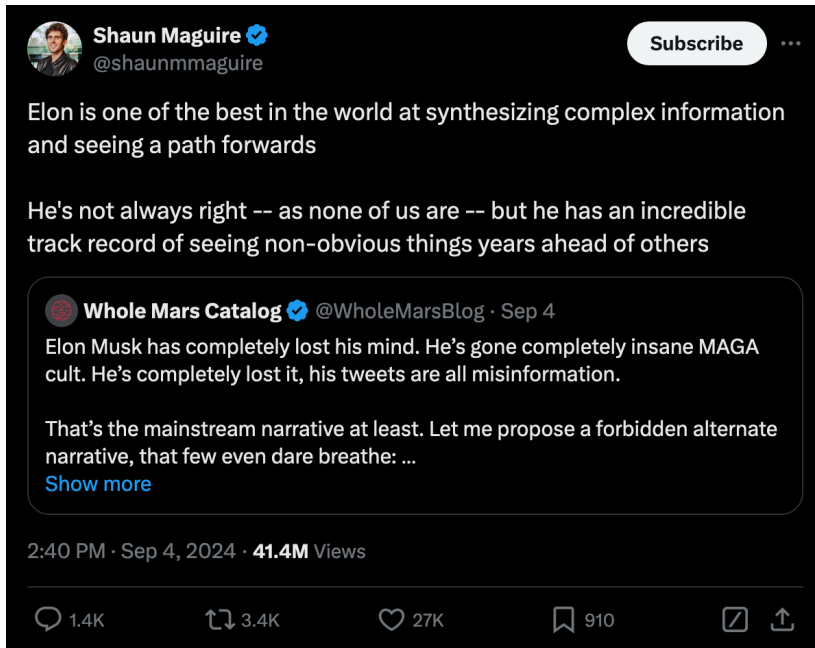 Shaun Maguire
Subscribe
@shaunmmaguire
Elon is one of the best in the world at synthesizing complex information
and seeing a path forwards
He's not always right -- as none of us are -- but he has an incredible
track record of seeing non-obvious things years ahead of others
Whole Mars Catalog @WholeMarsBlog · Sep 4
Elon Musk has completely lost his mind. He’s gone completely insane MAGA
cult. He’s completely lost it, his tweets are all misinformation.
That’s the mainstream narrative at least. Let me propose a forbidden alternate
narrative, that few even dare breathe: ...
Show more
2:40 PM · Sep 4, 2024 · 41.4M Views
1.4K 3.4K 27K 910